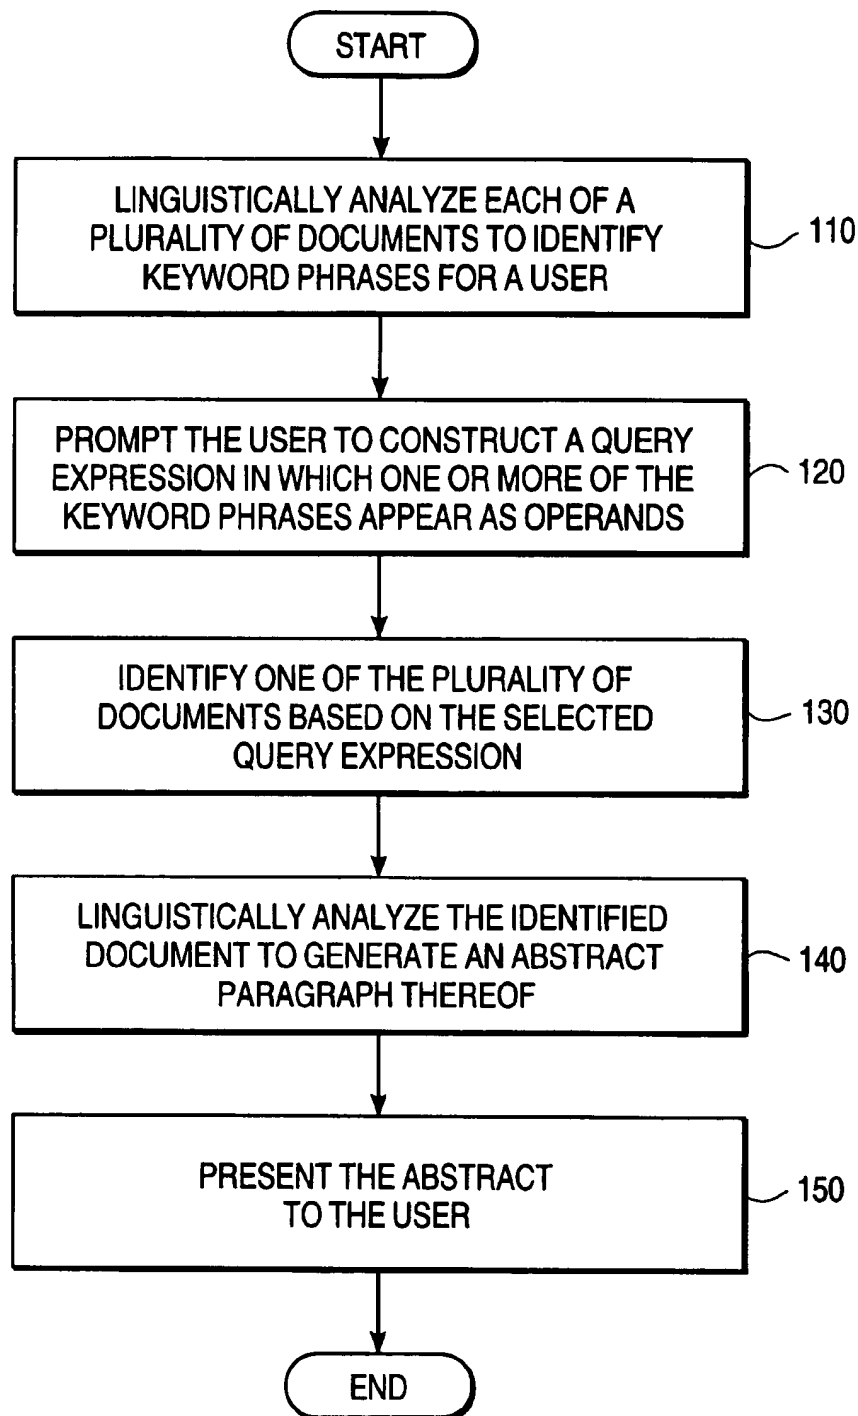 START
LINGUISTICALLY ANALYZE EACH OF A
PLURALITY OF DOCUMENTS TO IDENTIFY
KEYWORD PHRASES FOR A USER
110
PROMPT THE USER TO CONSTRUCT A QUERY
EXPRESSION IN WHICH ONE OR MORE OF THE
KEYWORD PHRASES APPEAR AS OPERANDS
120
IDENTIFY ONE OF THE PLURALITY OF
DOCUMENTS BASED ON THE SELECTED
QUERY EXPRESSION
130
LINGUISTICALLY ANALYZE THE IDENTIFIED
DOCUMENT TO GENERATE AN ABSTRACT
PARAGRAPH THEREOF
140
PRESENT THE ABSTRACT
TO THE USER
150
END